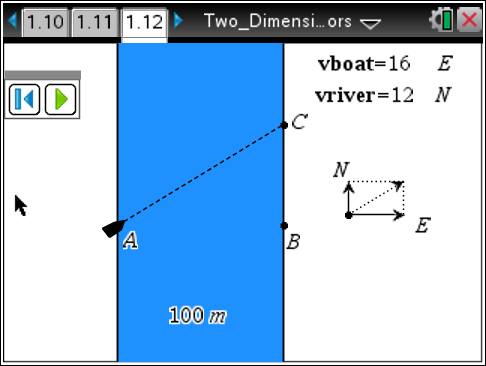 1.10 1.11 1.12 Two_Dimensi…ors
vboat=16 E
vriver=12 N
C
N
A
B
E
100 m